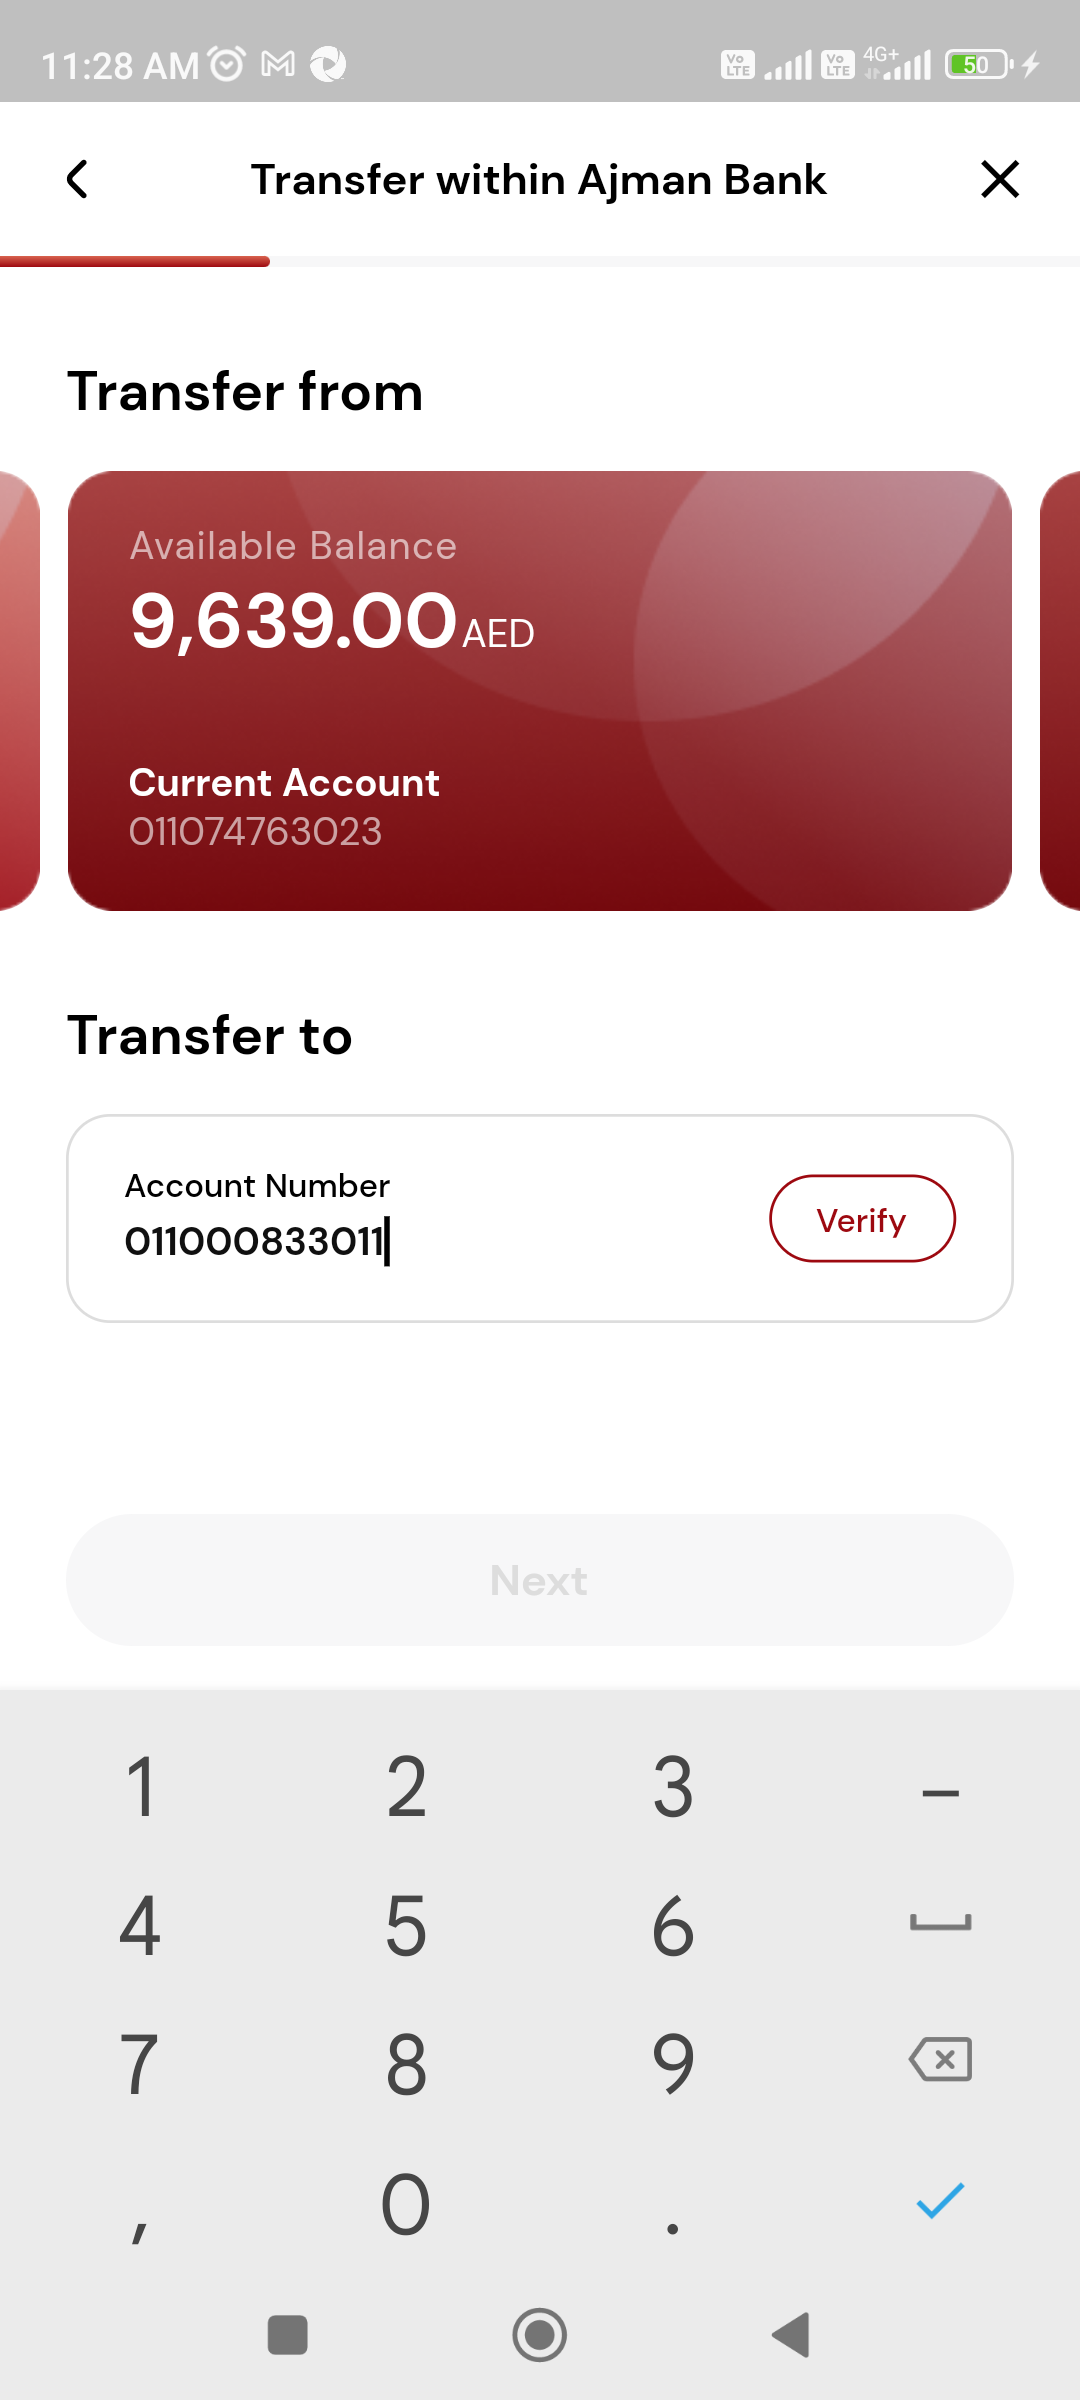 11:28 AM
Vo LTE Vo LTE 4G+ 50
Transfer within Ajman Bank
Transfer from
Available Balance
9,639.00 AED
Current Account
011074763023
Transfer to
Account Number
011000833011
Verify
Next
1 2 3 –
4 5 6
7 8 9
, 0 .